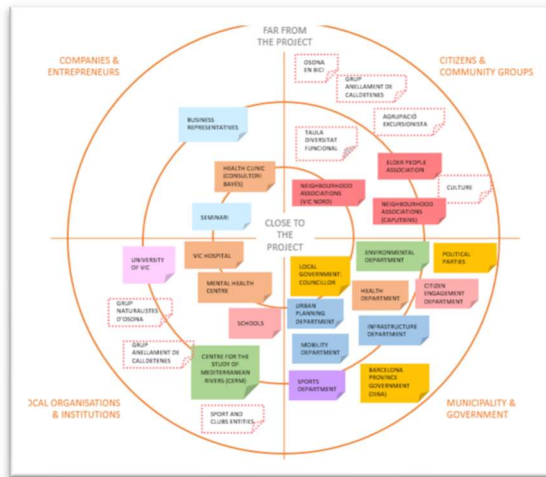 FAR FROM
THE PROJECT
COMPANIES &
ENTREPRENEURS
CITIZENS &
COMMUNITY GROUPS
OSONA
EN BICI
GRUP
ANELLAMENT DE
CALLDETENES
AGRUPACIÓ
EXCURSIONISTA
BUSINESS
REPRESENTATIVES
TAULA
DIVERSITAT
FUNCIONAL
ELDER PEOPLE
ASSOCIATION
HEALTH CLINIC
(CONSULTORI
BAYÉS)
NEIGHBOURHOOD
ASSOCIATIONS
(VIC NORD)
CULTURE
NEIGHBOURHOOD
ASSOCIATIONS
(CAPUTXINS)
SEMINARI
CLOSE TO
THE
PROJECT
UNIVERSITY
OF VIC
VIC HOSPITAL
ENVIRONMENTAL
DEPARTMENT
POLITICAL
PARTIES
LOCAL
GOVERNMENT:
COUNCILLOR
MENTAL HEALTH
CENTRE
HEALTH
DEPARTMENT
CITIZEN
ENGAGEMENT
DEPARTMENT
GRUP
NATURALISTES
D'OSONA
SCHOOLS
URBAN
PLANNING
DEPARTMENT
INFRASTRUCTURE
DEPARTMENT
GRUP
ANELLAMENT DE
CALLDETENES
MOBILITY
DEPARTMENT
CENTRE FOR THE
STUDY OF
MEDITERRANEAN
RIVERS (CERM)
SPORTS
DEPARTMENT
BARCELONA
PROVINCE
GOVERNMENT
(DIBA)
OCAL ORGANISATIONS
& INSTITUTIONS
SPORT AND
CLUBS ENTITIES
MUNICIPALITY &
GOVERNMENT